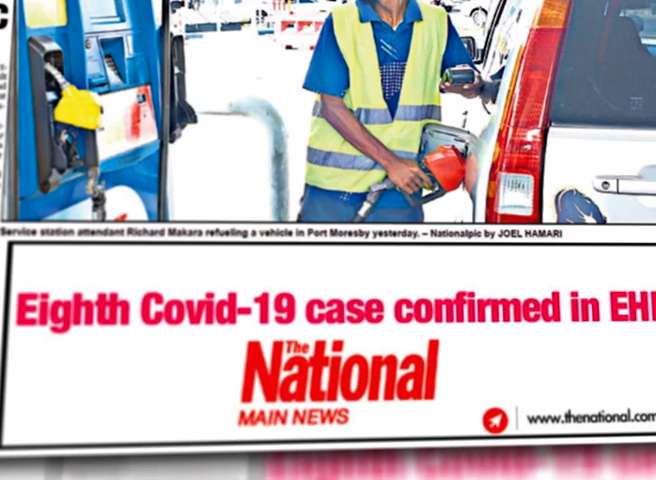 Service station attendant Richard Makara refueling a vehicle in Port Moresby yesterday. – Nationalpic by JOEL HAMARI
Eighth Covid-19 case confirmed in EH
The
National
MAIN NEWS
www.thenational.com